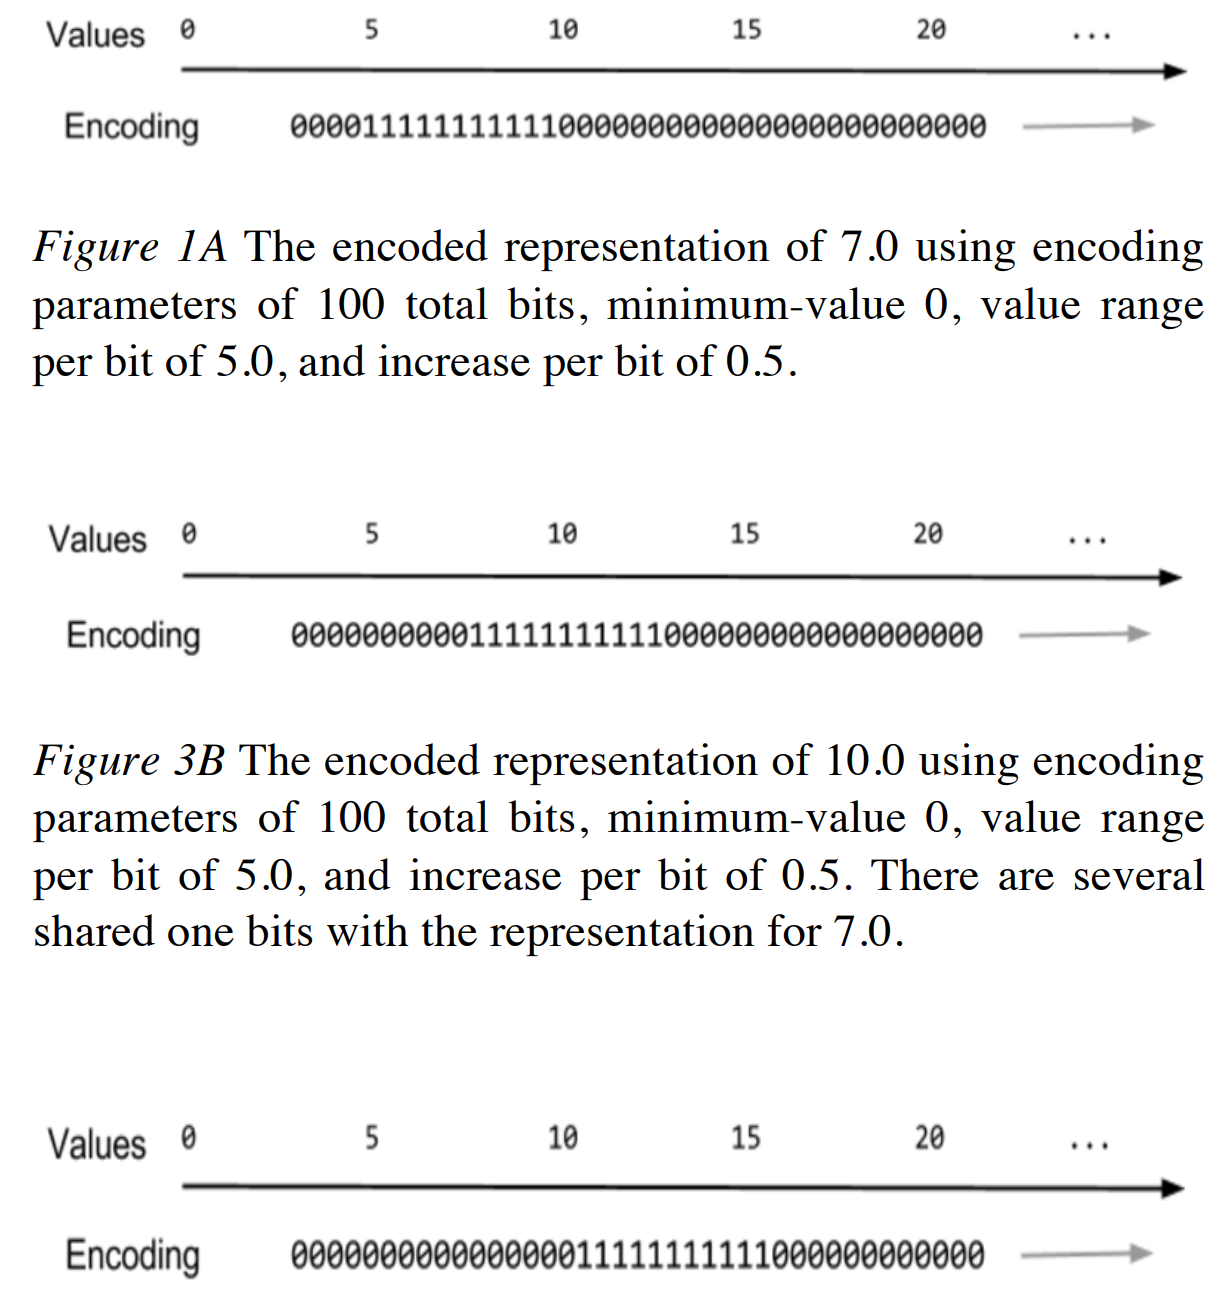 Values 0 5 10 15 20 ...
Encoding 000011111111111000000000000000000000000
Figure 1A The encoded representation of 7.0 using encoding
parameters of 100 total bits, minimum-value 0, value range
per bit of 5.0, and increase per bit of 0.5.
Values 0 5 10 15 20 ...
Encoding 000000000011111111111000000000000000000
Figure 3B The encoded representation of 10.0 using encoding
parameters of 100 total bits, minimum-value 0, value range
per bit of 5.0, and increase per bit of 0.5. There are several
shared one bits with the representation for 7.0.
Values 0 5 10 15 20 ...
Encoding 000000000000000011111111111000000000000